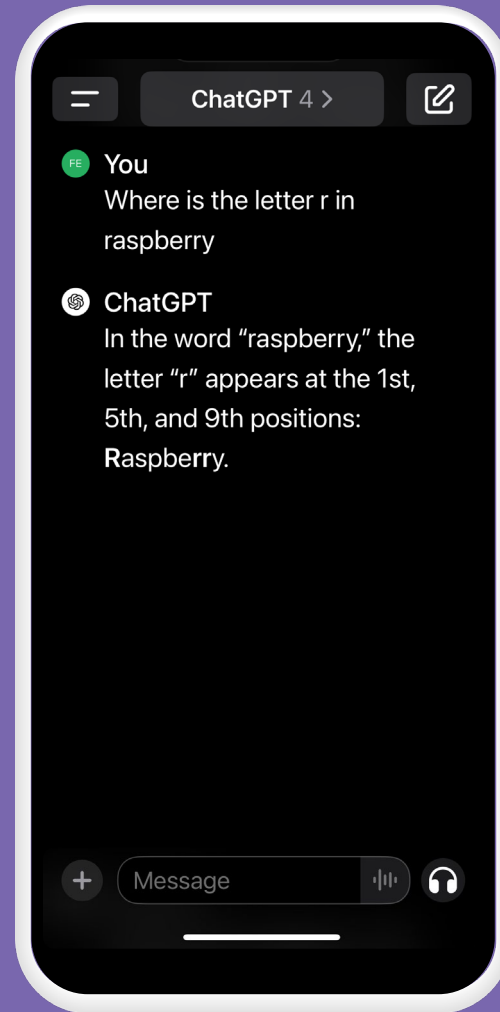 ChatGPT 4 >
FE
You
Where is the letter r in
raspberry
ChatGPT
In the word “raspberry,” the
letter “r” appears at the 1st,
5th, and 9th positions:
Raspberry.
Message